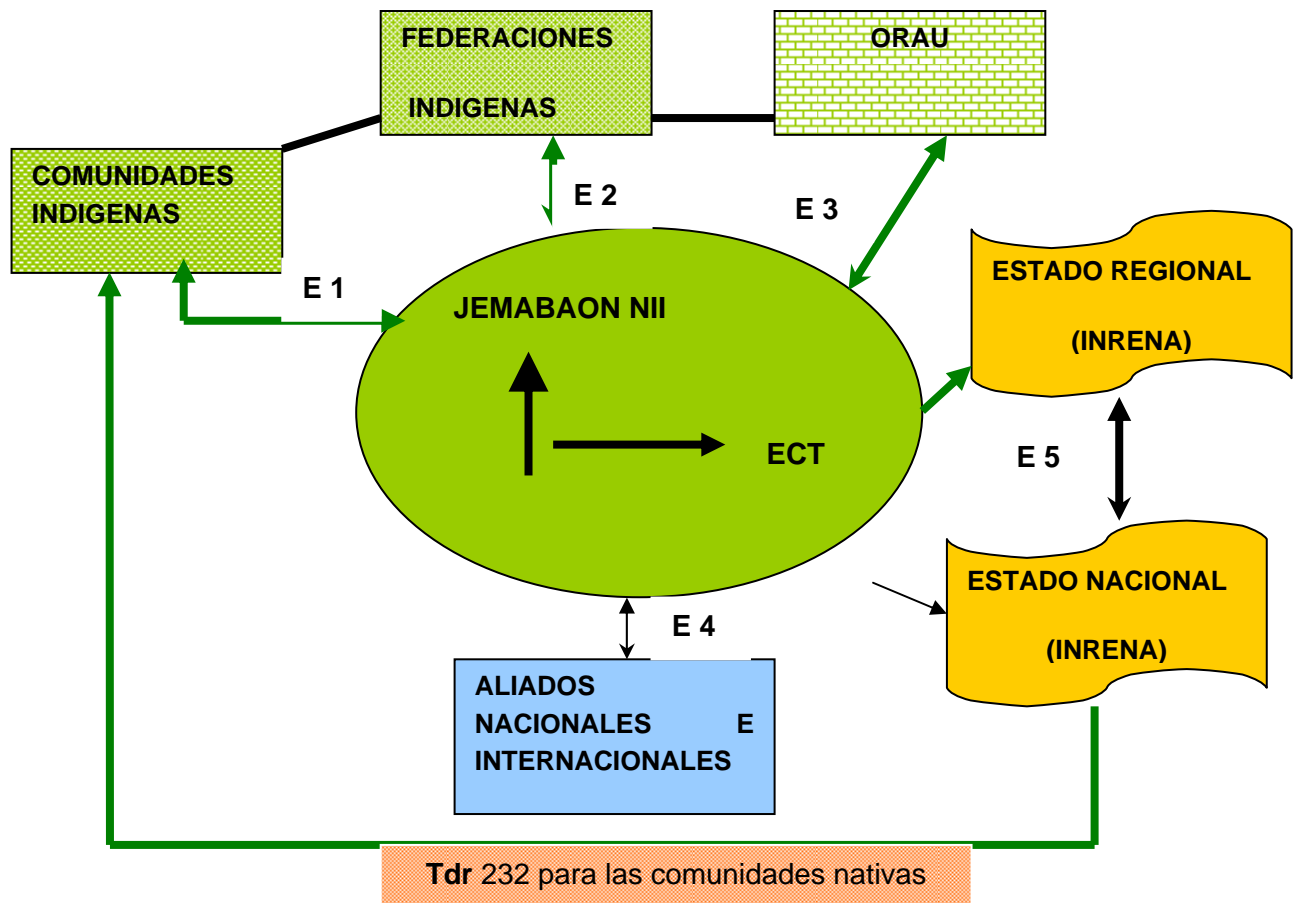 FEDERACIONES
INDIGENAS
ORAU
COMUNIDADES
INDIGENAS
E 2
E 3
E 1
ESTADO REGIONAL
(INRENA)
JEMABAON NII
ECT
E 5
ESTADO NACIONAL
(INRENA)
E 4
ALIADOS
NACIONALES E
INTERNACIONALES
Tdr 232 para las comunidades nativas